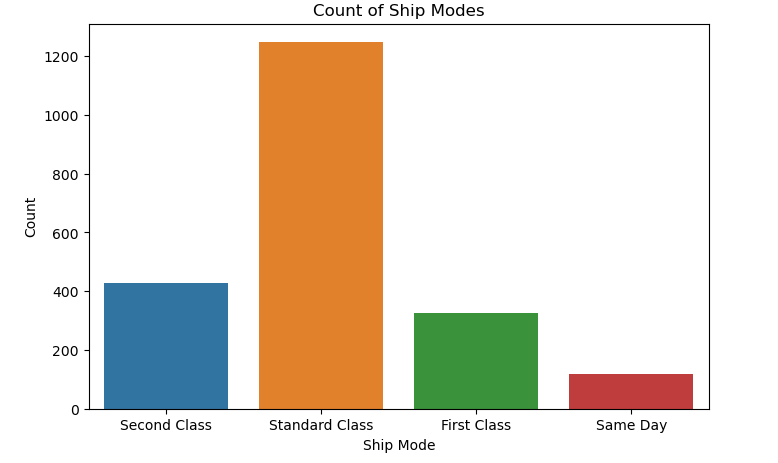 Count of Ship Modes
Count
1200
1000
800
600
400
200
0
Second Class
Standard Class
First Class
Same Day
Ship Mode